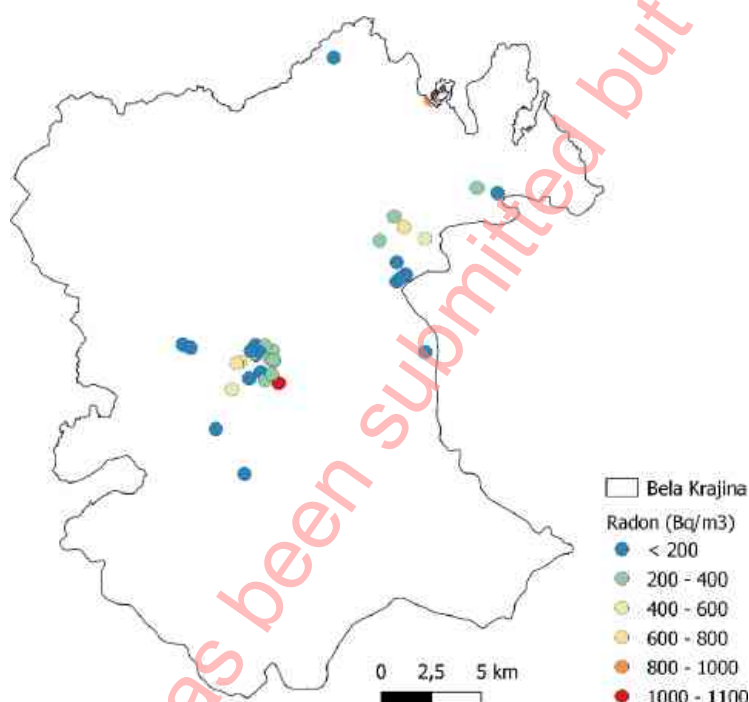 as been submitted but
Bela Krajina
Radon (Bq/m3)
< 200
200 - 400
400 - 600
600 - 800
800 - 1000
1000 - 1100
0 2,5 5 km